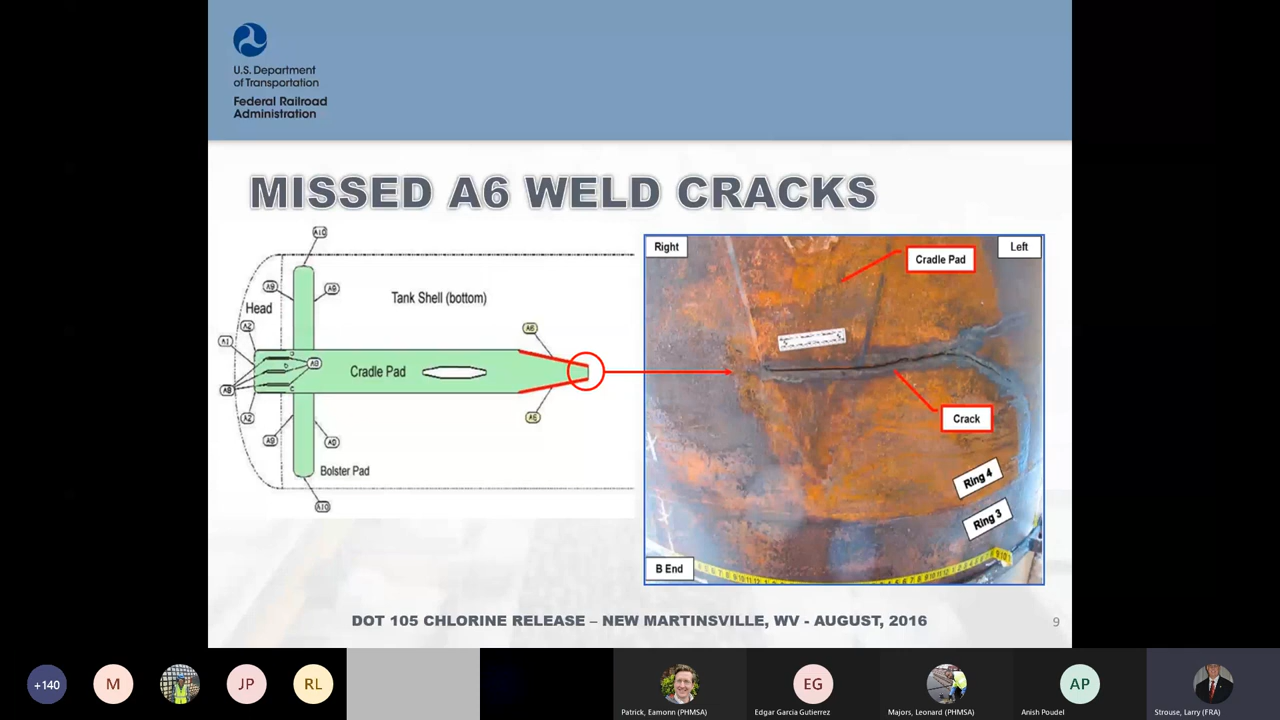 U.S. Department
of Transportation
Federal Railroad
Administration
MISSED A6 WELD CRACKS
A10
A9
A9
Head
Tank Shell (bottom)
A2
A1
A6
A8
Cradle Pad
A8
A2
A6
A9
A9
Bolster Pad
A10
Right
Left
Cradle Pad
Crack
Ring 4
Ring 3
B End
DOT 105 CHLORINE RELEASE – NEW MARTINSVILLE, WV - AUGUST, 2016
9
+140
M
JP
RL
EG
AP
Patrick, Eamonn (PHMSA)
Edgar Garcia Gutierrez
Majors, Leonard (PHMSA)
Anish Poudel
Strouse, Larry (FRA)